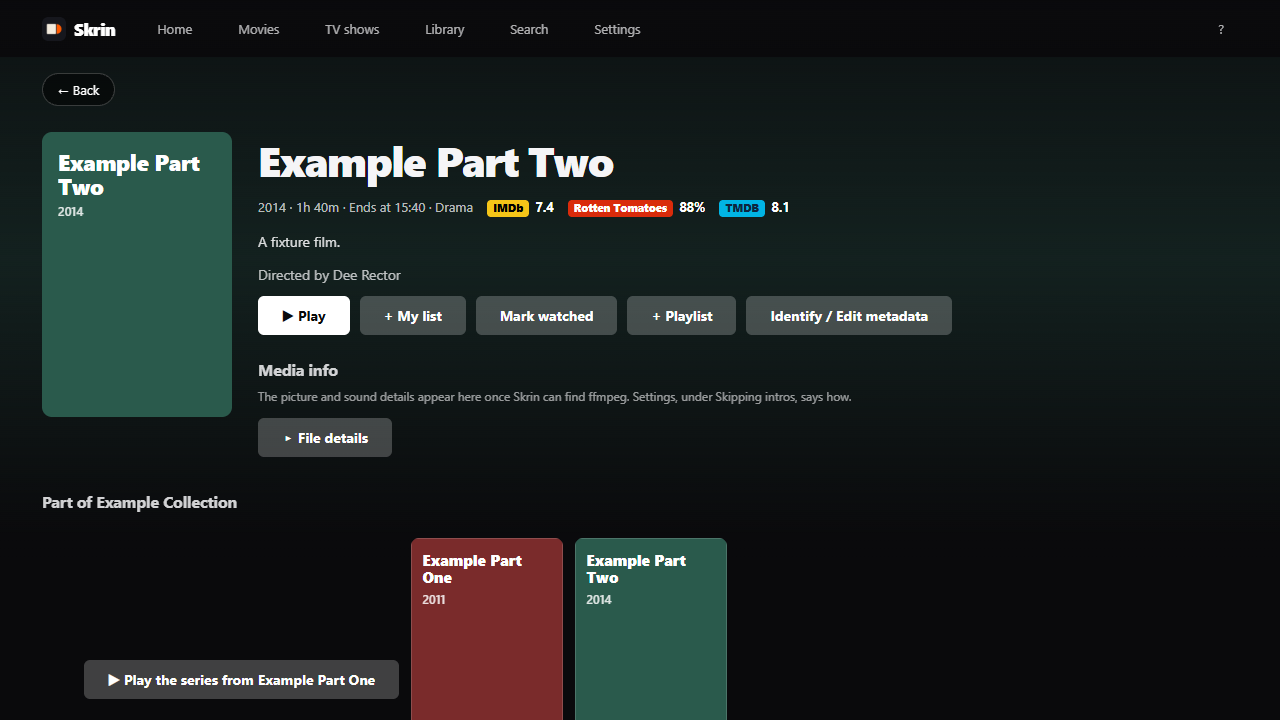 Skrin
Home
Movies
TV shows
Library
Search
Settings
?
← Back
Example Part
Two
2014
Example Part Two
2014 · 1h 40m · Ends at 15:40 · Drama IMDb 7.4 Rotten Tomatoes 88% TMDB 8.1
A fixture film.
Directed by Dee Rector
▶ Play
+ My list
Mark watched
+ Playlist
Identify / Edit metadata
Media info
The picture and sound details appear here once Skrin can find ffmpeg. Settings, under Skipping intros, says how.
▸ File details
Part of Example Collection
▶ Play the series from Example Part One
Example Part
One
2011
Example Part
Two
2014